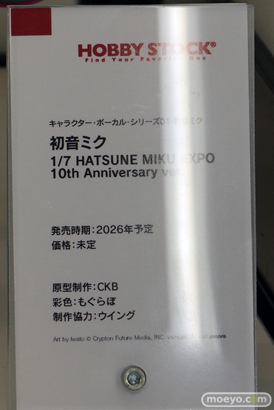 HOBBY STOCK®
Find Your Favorite One
キャラクター・ボーカル・シリーズ01 初音ミク
初音ミク
1/7 HATSUNE MIKU EXPO
10th Anniversary ver.
発売時期：2026年予定
価格：未定
原型制作：CKB
彩色：もぐらぼ
制作協力：ウイング
Art by Iwato © Crypton Future Media, INC.
moeyo.com